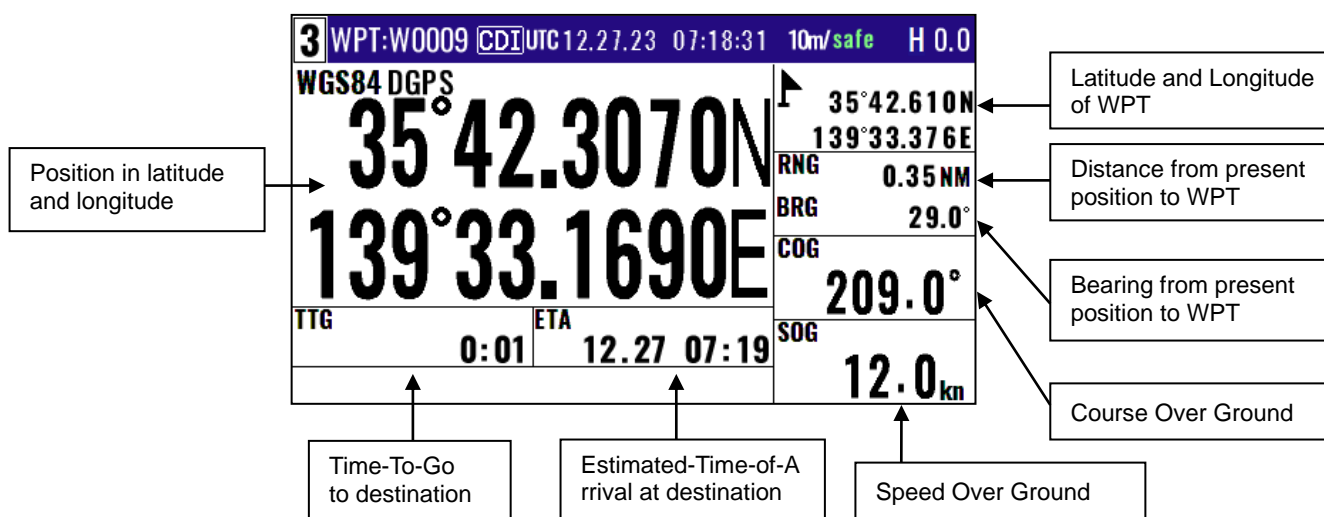 3 WPT:W0009 CDI UTC 12.27.23 07:18:31 10m/safe H 0.0
WGS84 DGPS
35°42.3070N
139°33.1690E
35°42.610N
139°33.376E
RNG 0.35NM
BRG 29.0°
COG
209.0°
SOG
12.0kn
TTG
0:01
ETA
12.27 07:19
Position in latitude
and longitude
Latitude and Longitude
of WPT
Distance from present
position to WPT
Bearing from present
position to WPT
Course Over Ground
Time-To-Go
to destination
Estimated-Time-of-A
rrival at destination
Speed Over Ground